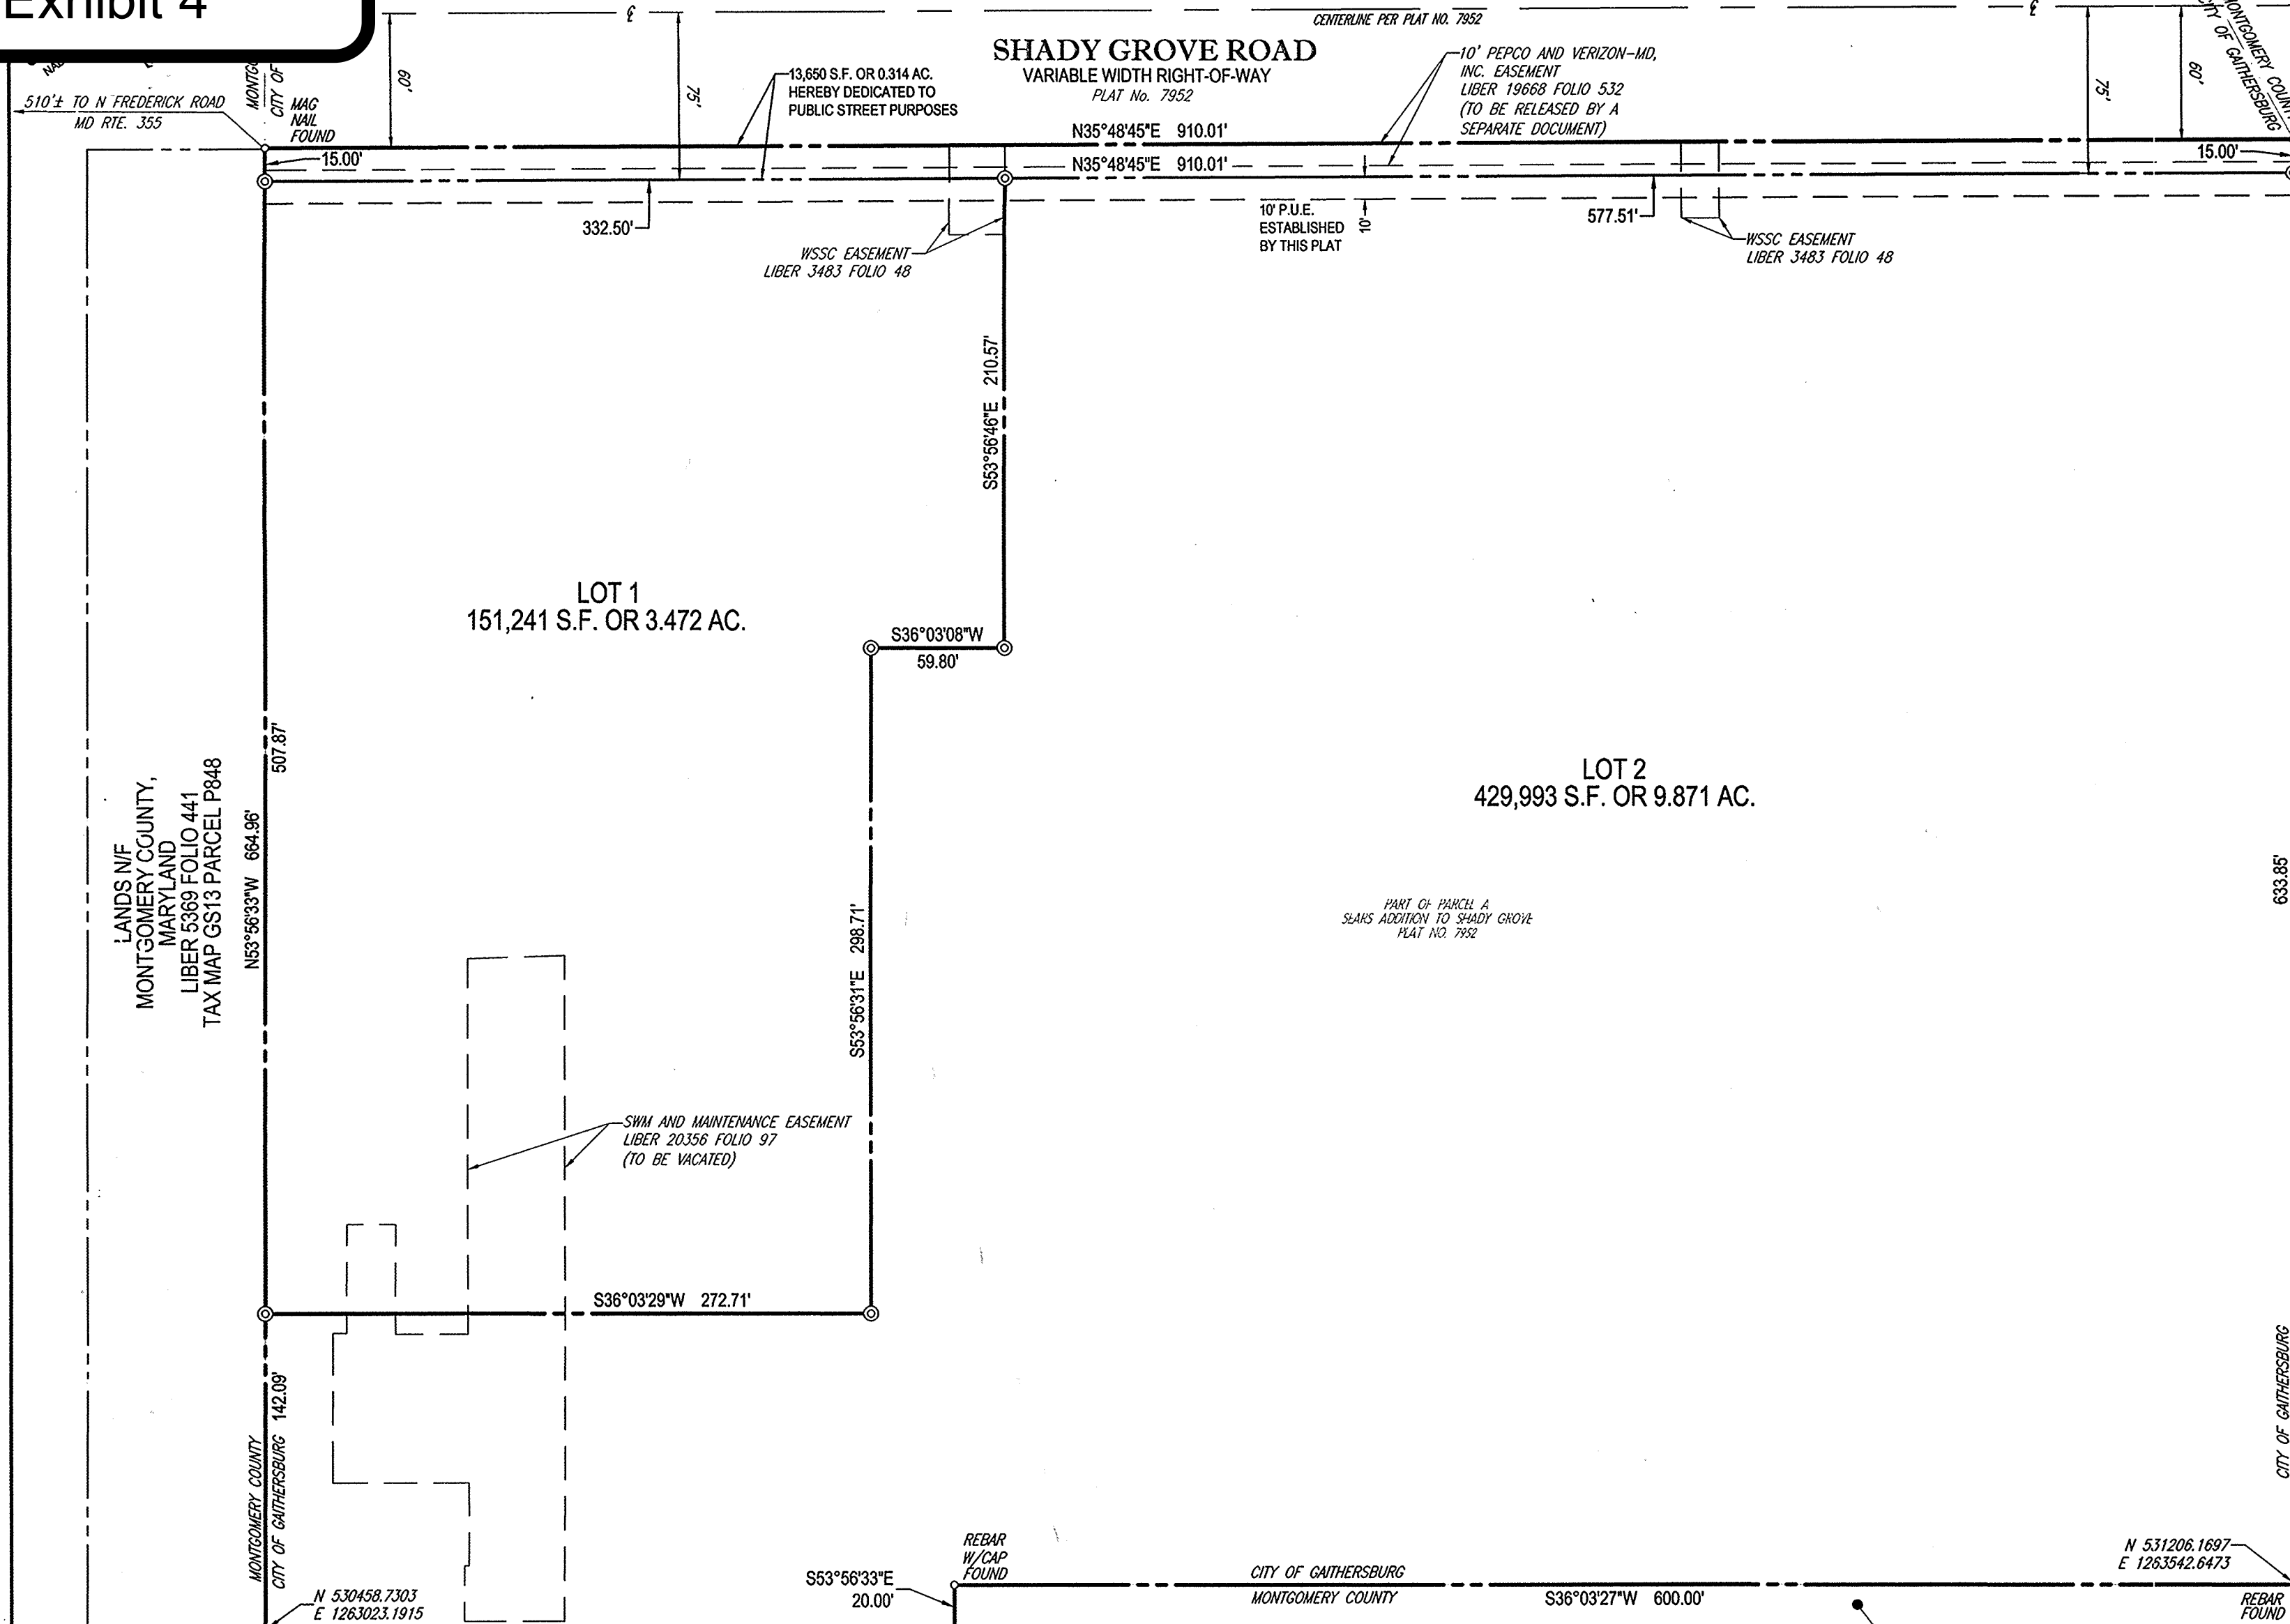 Exhibit 4
CENTERLINE PER PLAT NO. 7952
SHADY GROVE ROAD
VARIABLE WIDTH RIGHT-OF-WAY
PLAT No. 7952
60'
75'
75'
60'
MONTGOMERY COUNTY
CITY OF GAITHERSBURG
13,650 S.F. OR 0.314 AC.
HEREBY DEDICATED TO
PUBLIC STREET PURPOSES
10' PEPCO AND VERIZON-MD,
INC. EASEMENT
LIBER 19668 FOLIO 532
(TO BE RELEASED BY A
SEPARATE DOCUMENT)
510'± TO N FREDERICK ROAD
MD RTE. 355
CITY OF
MAG
NAIL
FOUND
N35°48'45"E 910.01'
15.00'
N35°48'45"E 910.01'
15.00'
332.50'
10' P.U.E.
ESTABLISHED
BY THIS PLAT
10'
577.51'
WSSC EASEMENT
LIBER 3483 FOLIO 48
WSSC EASEMENT
LIBER 3483 FOLIO 48
S53°56'46"E 210.57'
LOT 1
151,241 S.F. OR 3.472 AC.
S36°03'08"W
59.80'
507.87'
N53°56'33"W 664.96'
LANDS N/F
MONTGOMERY COUNTY,
MARYLAND
LIBER 5369 FOLIO 441
TAX MAP GS13 PARCEL P848
LOT 2
429,993 S.F. OR 9.871 AC.
633.85'
S53°56'31"E 298.71'
PART OF PARCEL A
SEARS ADDITION TO SHADY GROVE
PLAT NO. 7952
SWM AND MAINTENANCE EASEMENT
LIBER 20356 FOLIO 97
(TO BE VACATED)
S36°03'29"W 272.71'
142.09'
MONTGOMERY COUNTY
CITY OF GAITHERSBURG
CITY OF GAITHERSBURG
REBAR
W/CAP
FOUND
S53°56'33"E
20.00'
CITY OF GAITHERSBURG
MONTGOMERY COUNTY
S36°03'27"W 600.00'
N 531206.1697
E 1263542.6473
REBAR
FOUND
N 530458.7303
E 1263023.1915